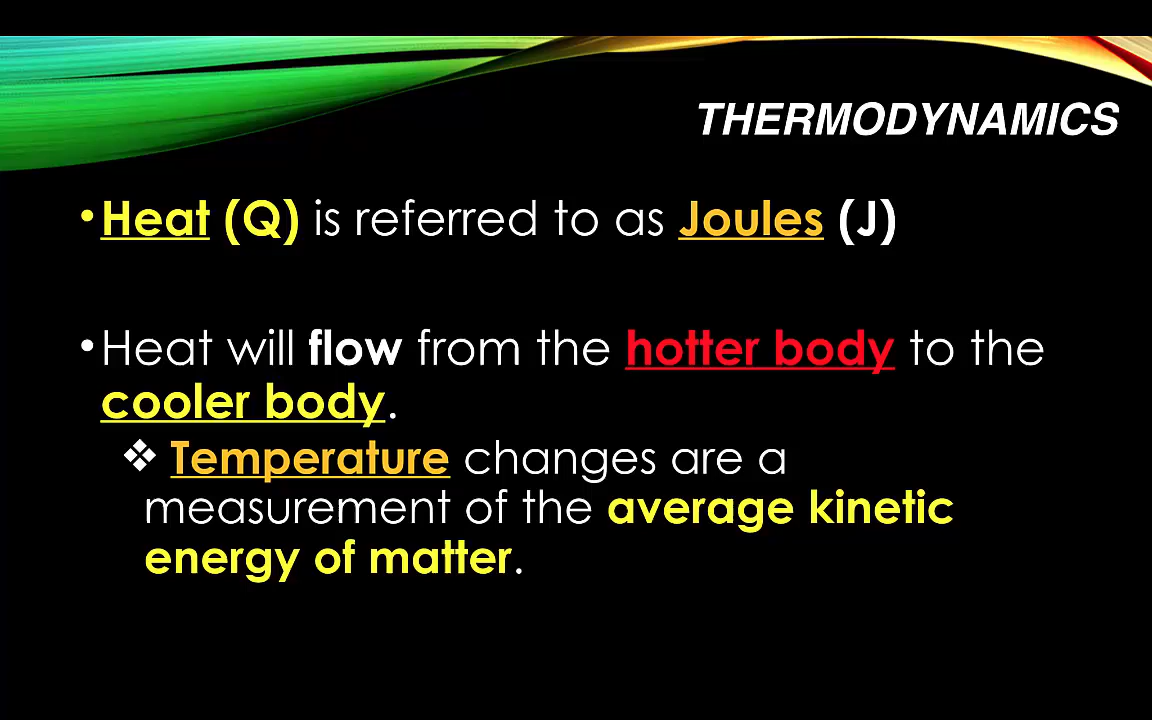 THERMODYNAMICS
•Heat (Q) is referred to as Joules (J)
•Heat will flow from the hotter body to the
cooler body.
❖ Temperature changes are a
measurement of the average kinetic
energy of matter.